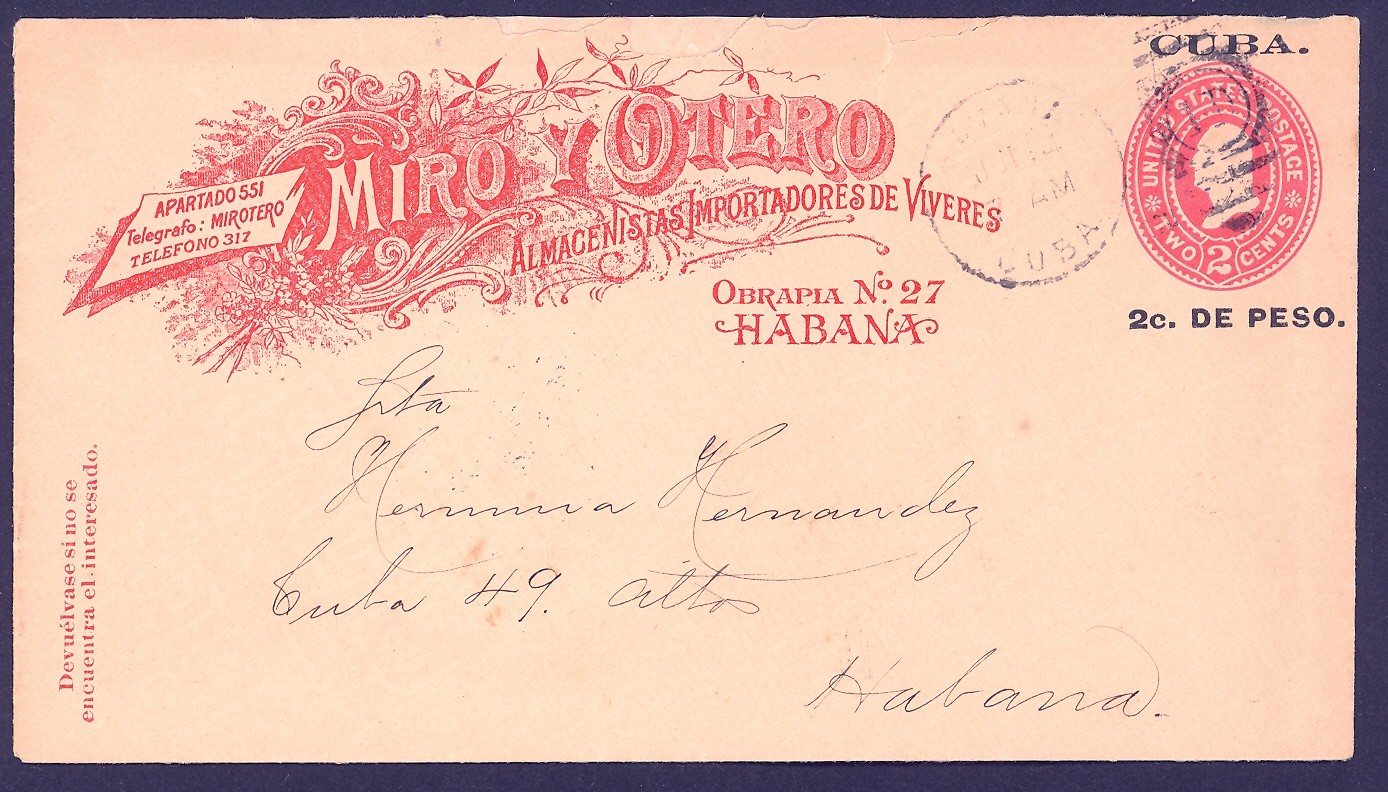 CUBA.
MIRO Y OTERO
APARTADO 551
Telegrafo: MIROTERO
TELEFONO 317
ALMACENISTAS IMPORTADORES DE VIVERES
OBRAPIA Nº. 27
HABANA
UNITED STATES POSTAGE
TWO 2 CENTS
2c. DE PESO.
AM
CUBA
Srta
Herminia Hernandez
Cuba 49. altos
Habana.
Devuélvase si no se
encuentra el interesado.